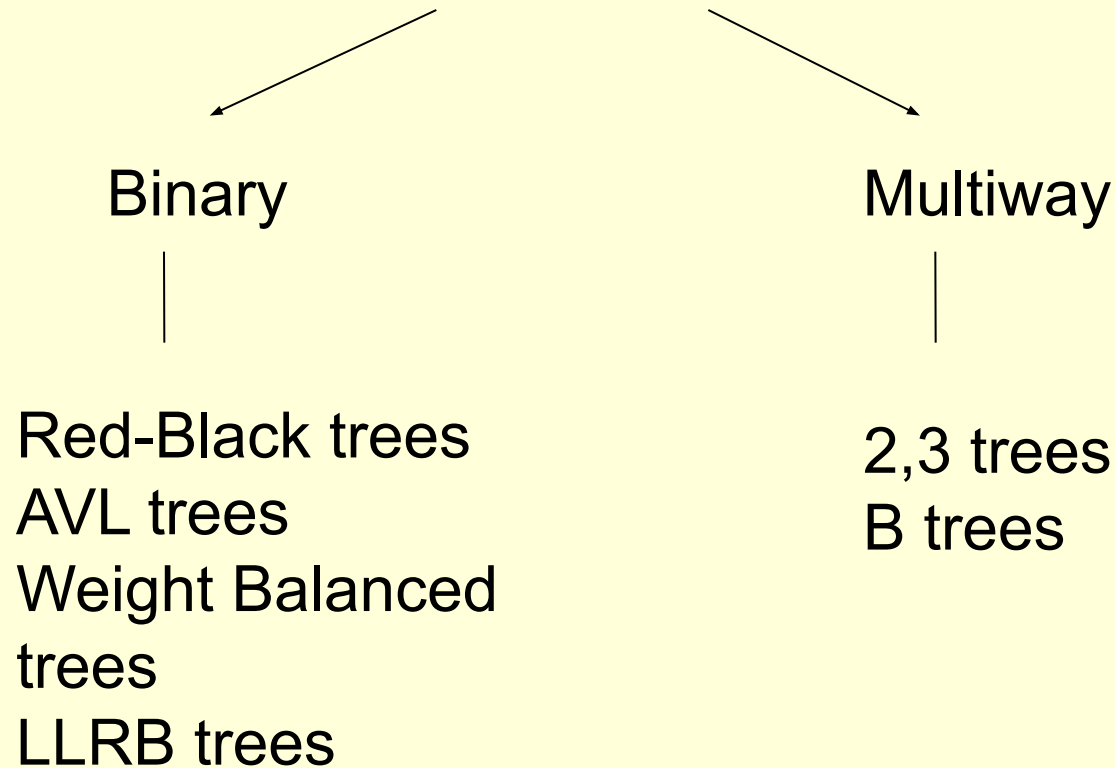 Binary
Multiway
Red-Black trees
AVL trees
Weight Balanced
trees
LLRB trees
2,3 trees
B trees